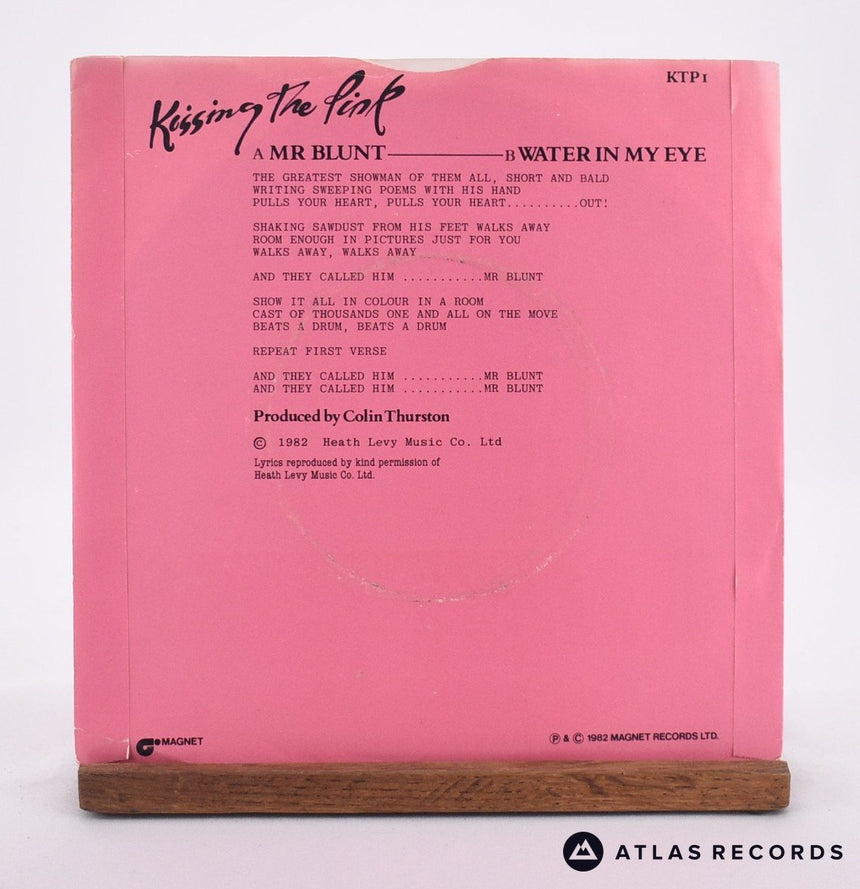 Kissing The Pink
KTP1
A MR BLUNT B WATER IN MY EYE
THE GREATEST SHOWMAN OF THEM ALL, SHORT AND BALD
WRITING SWEEPING POEMS WITH HIS HAND
PULLS YOUR HEART, PULLS YOUR HEART..........OUT!
SHAKING SAWDUST FROM HIS FEET WALKS AWAY
ROOM ENOUGH IN PICTURES JUST FOR YOU
WALKS AWAY, WALKS AWAY
AND THEY CALLED HIM ...........MR BLUNT
SHOW IT ALL IN COLOUR IN A ROOM
CAST OF THOUSANDS ONE AND ALL ON THE MOVE
BEATS A DRUM, BEATS A DRUM
REPEAT FIRST VERSE
AND THEY CALLED HIM ...........MR BLUNT
AND THEY CALLED HIM ...........MR BLUNT
Produced by Colin Thurston
© 1982 Heath Levy Music Co. Ltd
Lyrics reproduced by kind permission of
Heath Levy Music Co. Ltd.
MAGNET
℗ & © 1982 MAGNET RECORDS LTD.
ATLAS RECORDS